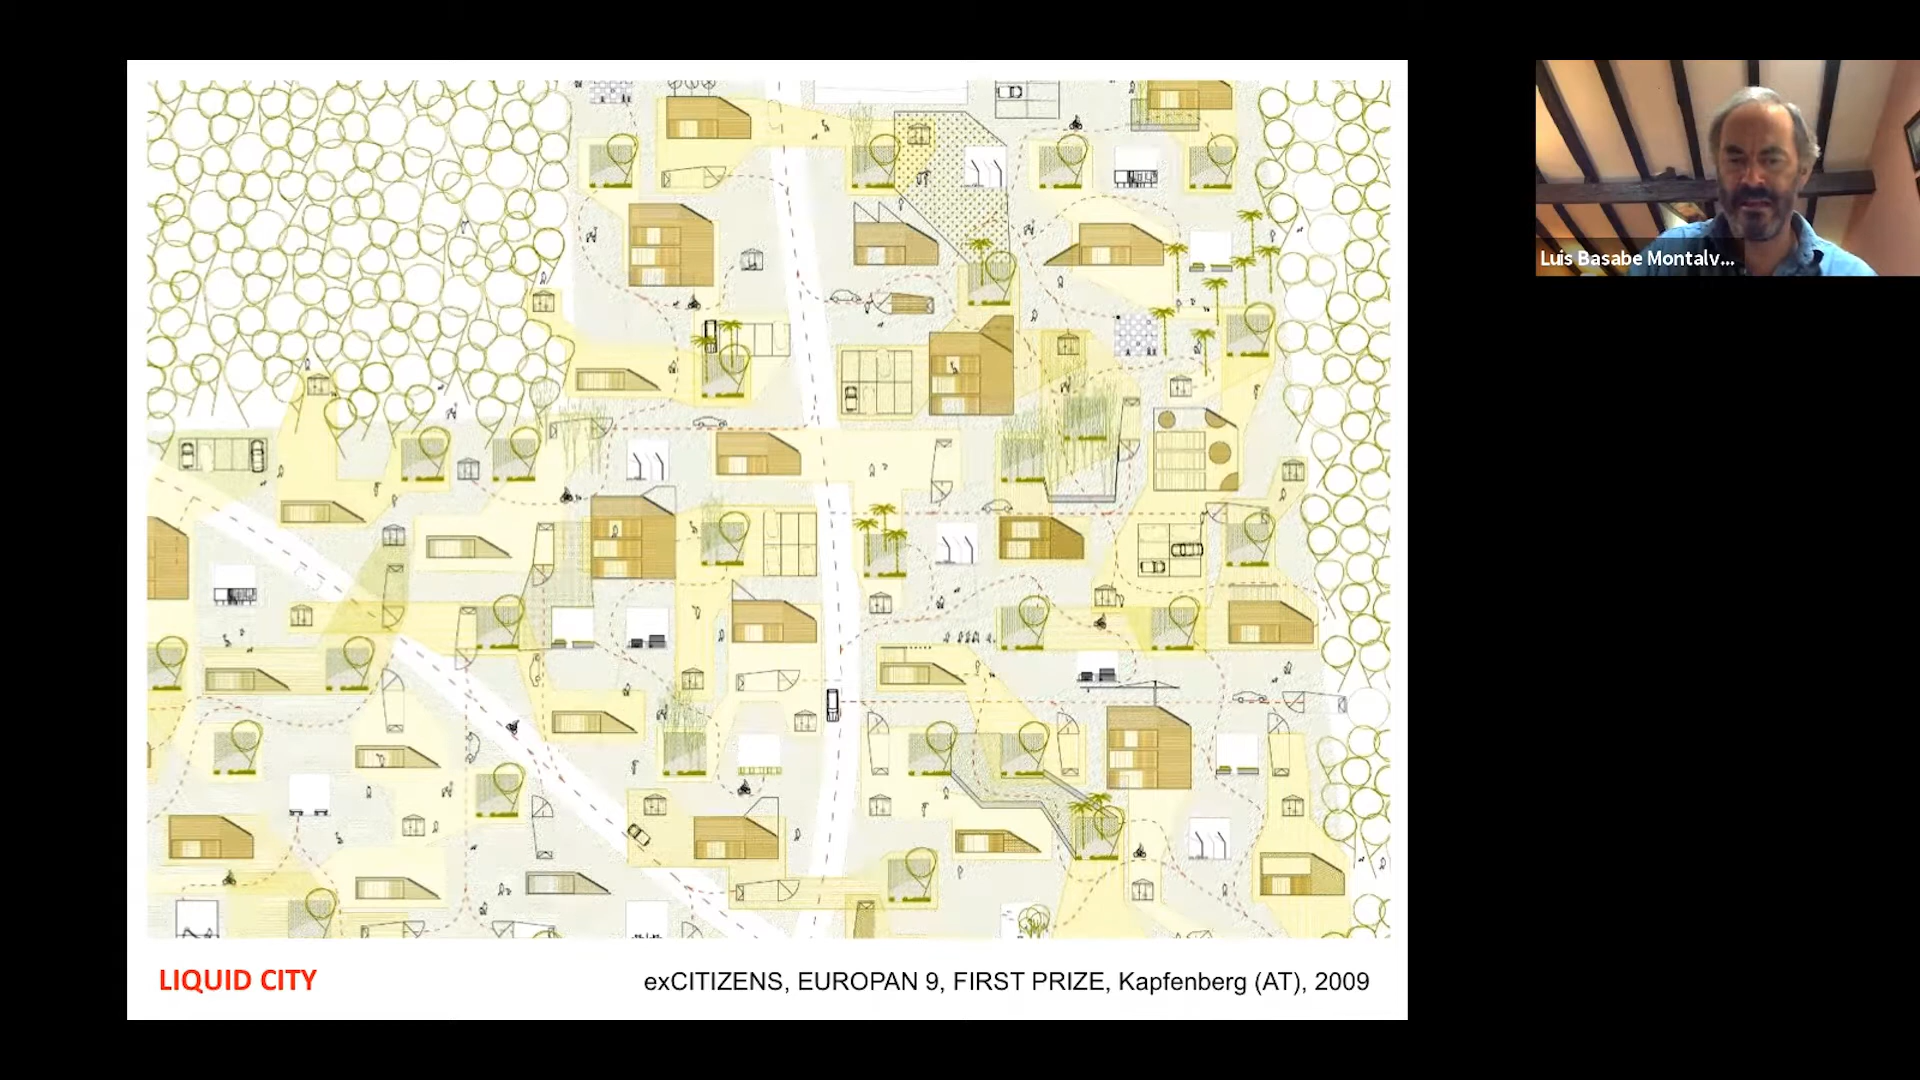 Luis Basabe Montalv...
LIQUID CITY
exCITIZENS, EUROPAN 9, FIRST PRIZE, Kapfenberg (AT), 2009